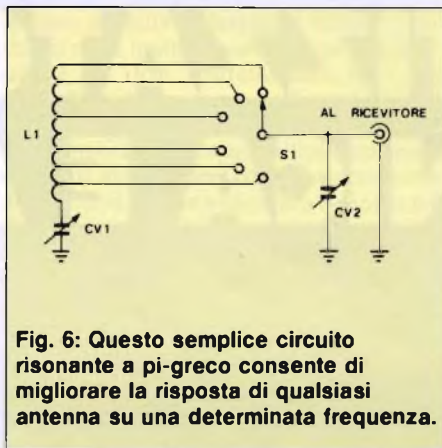 AL RICEVITORE
L1
S1
CV1
CV2
Fig. 6: Questo semplice circuito
risonante a pi-greco consente di
migliorare la risposta di qualsiasi
antenna su una determinata frequenza.